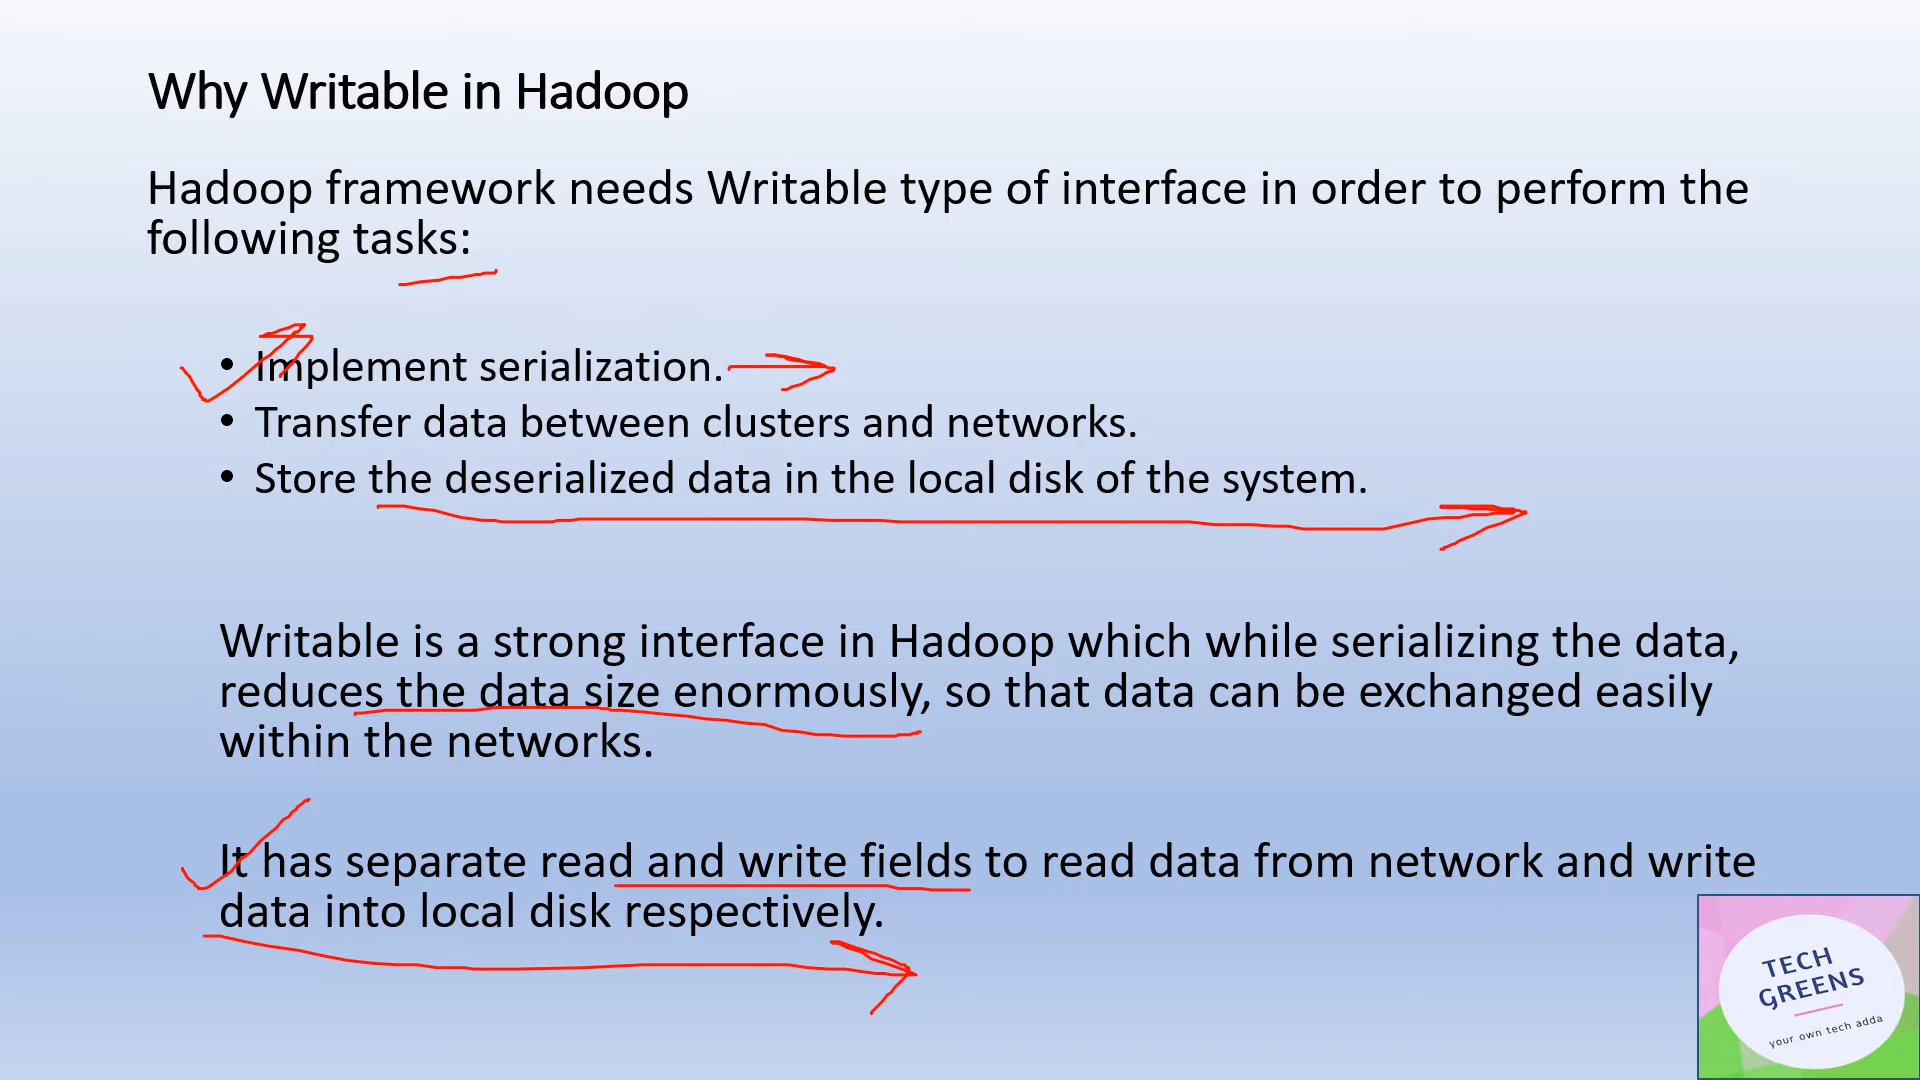 Why Writable in Hadoop
Hadoop framework needs Writable type of interface in order to perform the
following tasks:
• Implement serialization.
• Transfer data between clusters and networks.
• Store the deserialized data in the local disk of the system.
Writable is a strong interface in Hadoop which while serializing the data,
reduces the data size enormously, so that data can be exchanged easily
within the networks.
It has separate read and write fields to read data from network and write
data into local disk respectively.
TECH
GREENS
your own tech adda